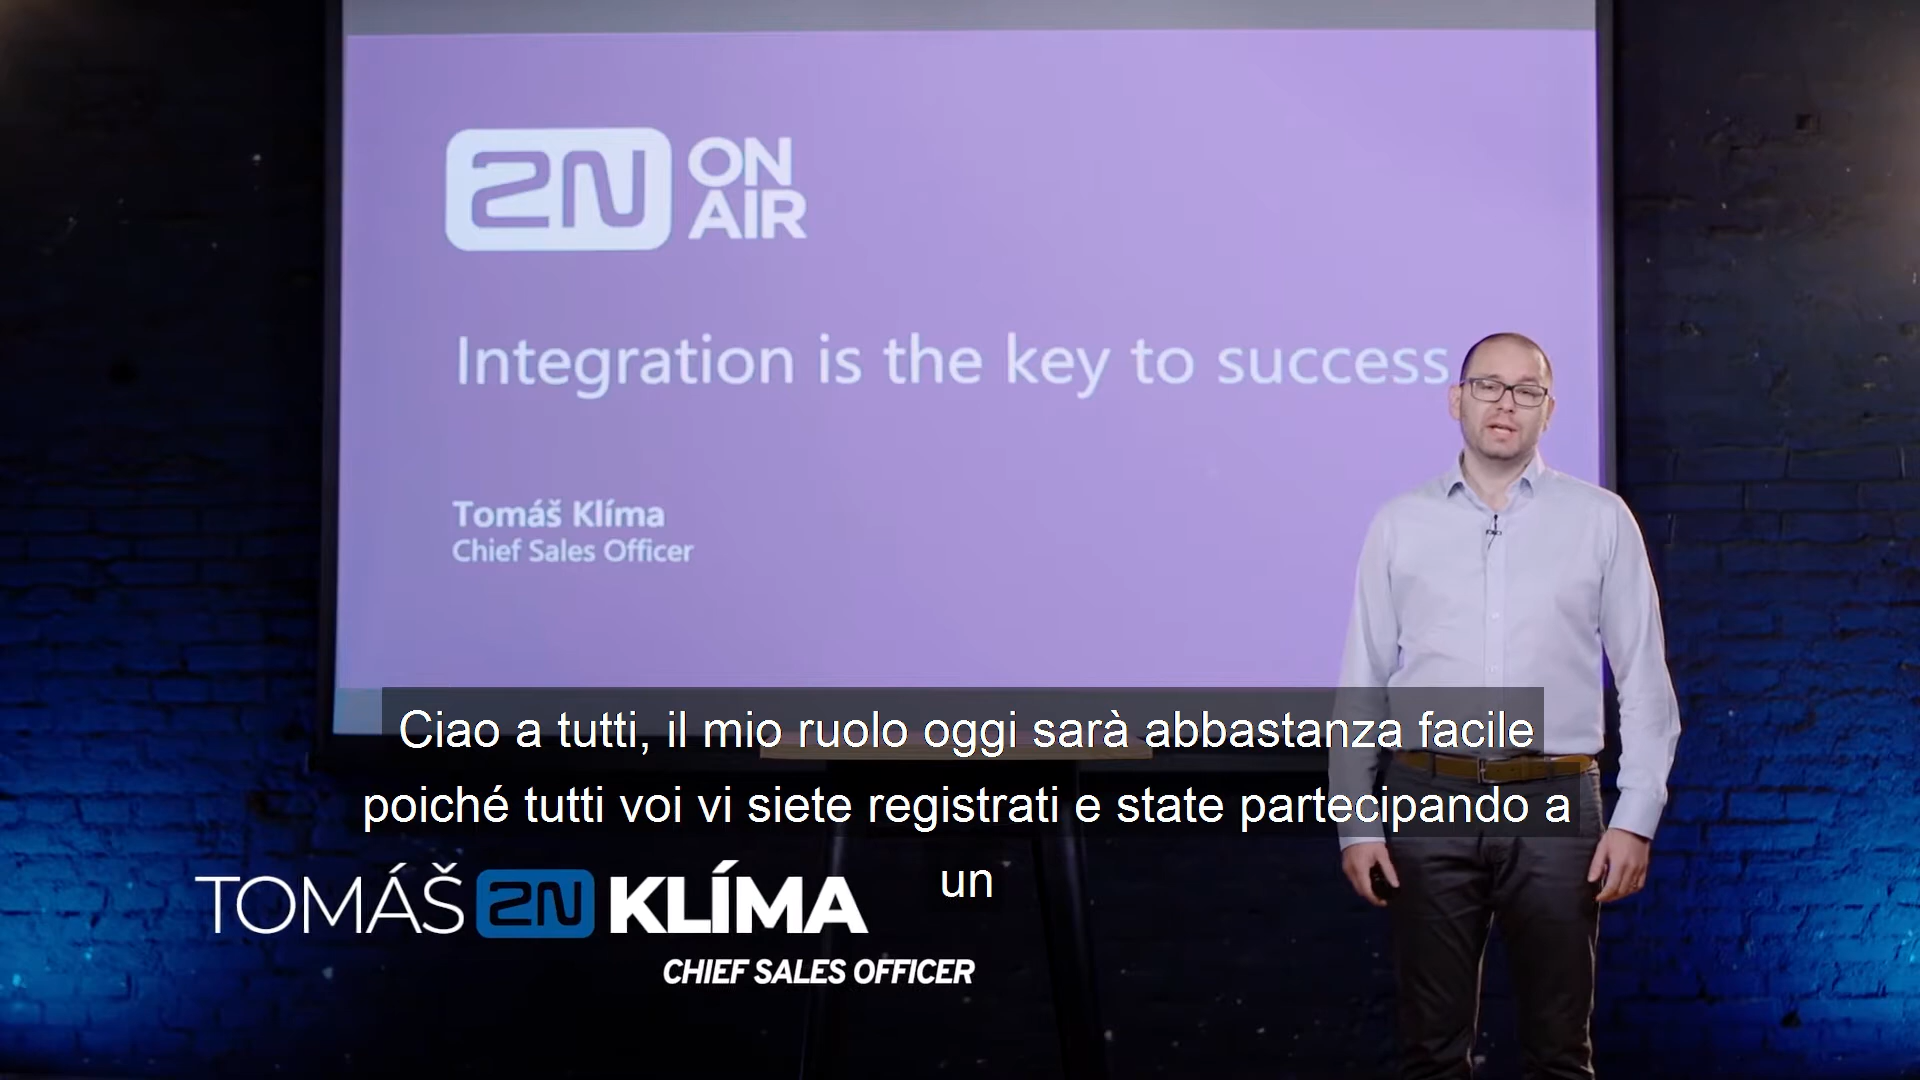 2N ON
AIR
Integration is the key to success
Tomáš Klíma
Chief Sales Officer
Ciao a tutti, il mio ruolo oggi sarà abbastanza facile
poiché tutti voi vi siete registrati e state partecipando a
un
TOMÁŠ 2N KLÍMA
CHIEF SALES OFFICER